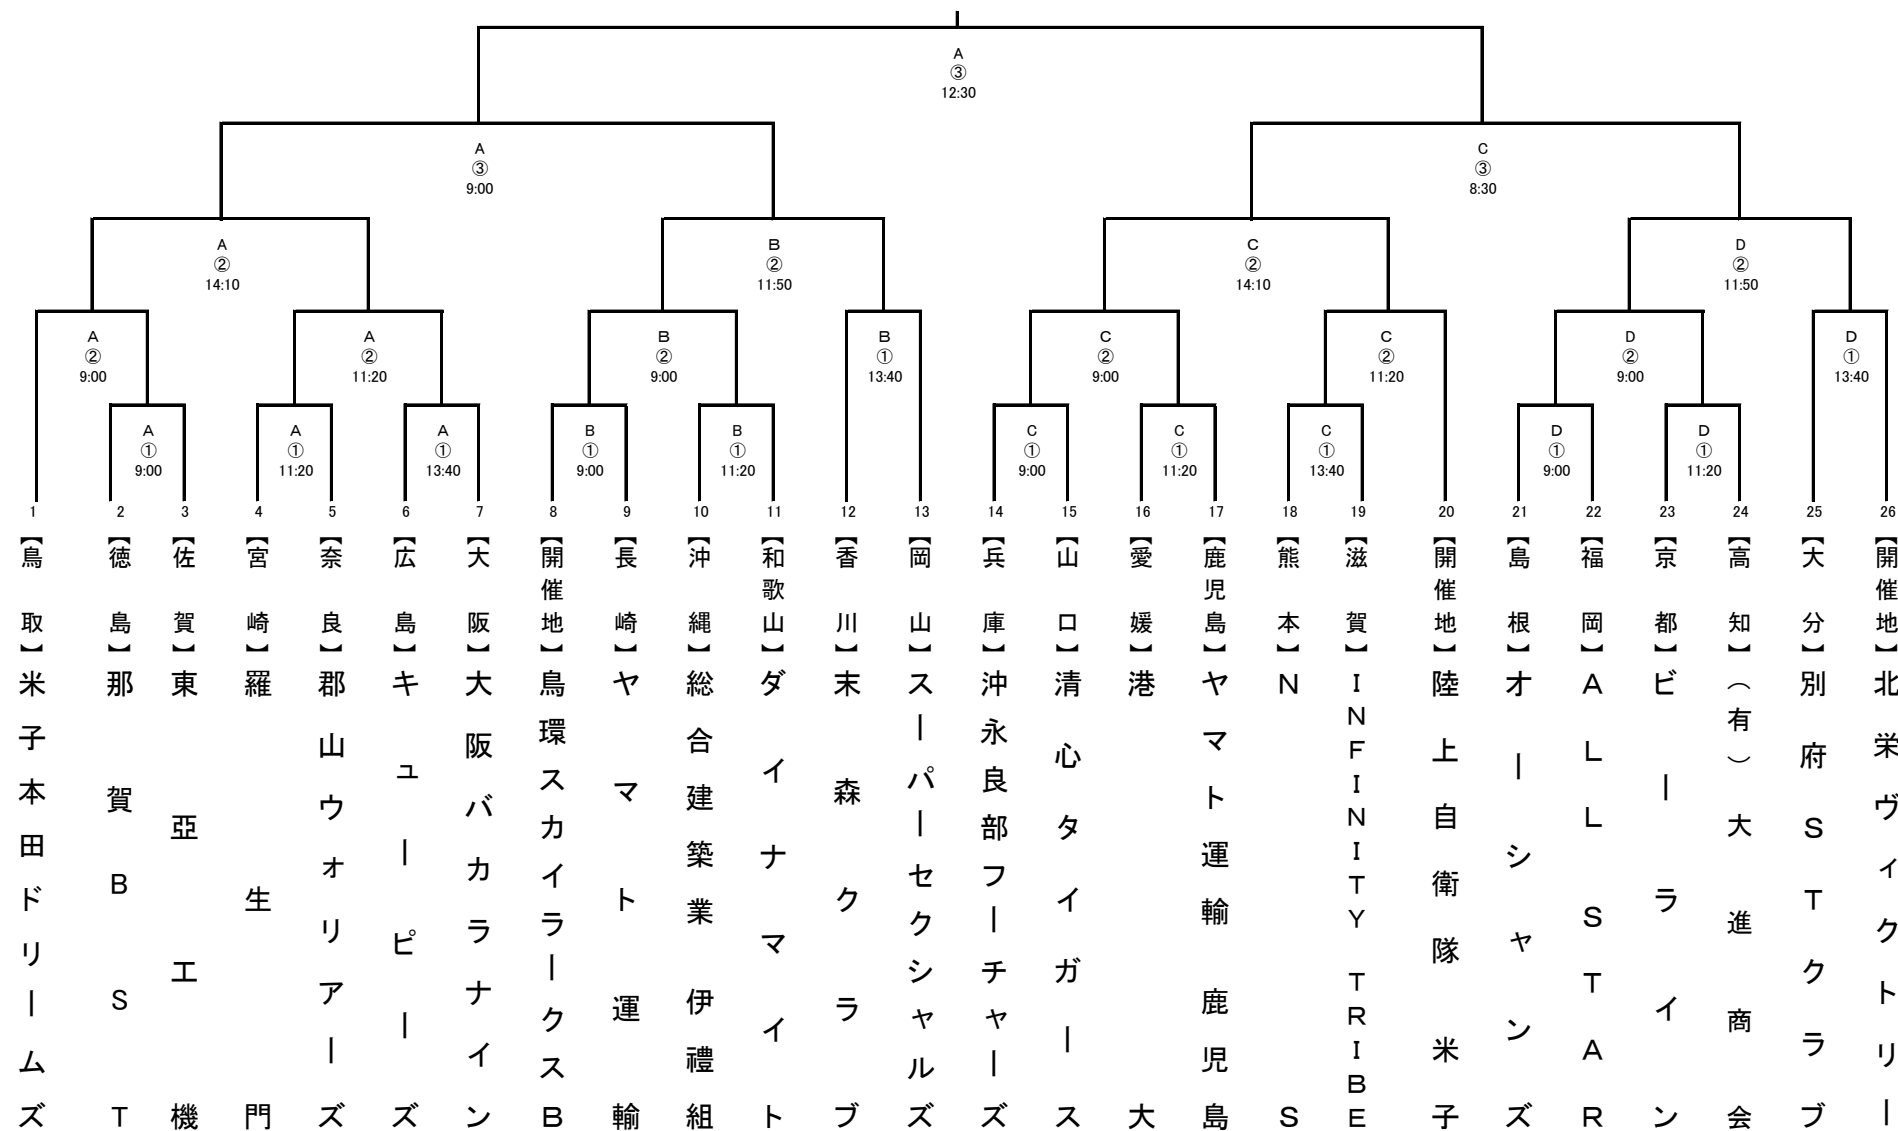 A
③
12:30
A
③
9:00
C
③
8:30
A
②
14:10
B
②
11:50
C
②
14:10
D
②
11:50
A
②
9:00
A
②
11:20
B
②
9:00
B
①
13:40
C
②
9:00
C
②
11:20
D
②
9:00
D
①
13:40
A
①
9:00
A
①
11:20
A
①
13:40
B
①
9:00
B
①
11:20
C
①
9:00
C
①
11:20
C
①
13:40
D
①
9:00
D
①
11:20
1
【鳥取】
米子本田ドリームズ
2
【徳島】
那賀BST
3
【佐賀】
東亞工機
4
【宮崎】
羅生門
5
【奈良】
郡山ウォリアーズ
6
【広島】
キューピーズ
7
【大阪】
大阪バカラナイン
8
【開催地】
鳥環スカイラークスB
9
【長崎】
ヤマト運輸
10
【沖縄】
総合建築業 伊禮組
11
【和歌山】
ダイナマイト
12
【香川】
末森クラブ
13
【岡山】
スーパーセクシャルズ
14
【兵庫】
沖永良部フーチャーズ
15
【山口】
清心タイガース
16
【愛媛】
港大
17
【鹿児島】
ヤマト運輸 鹿児島
18
【熊本】
NS
19
【滋賀】
INFINITY TRIBE
20
【開催地】
陸上自衛隊 米子
21
【島根】
オーシャンズ
22
【福岡】
ALL STAR
23
【京都】
ビーライン
24
【高知】
(有)大進商会
25
【大分】
別府STクラブ
26
【開催地】
北栄ヴィクトリー